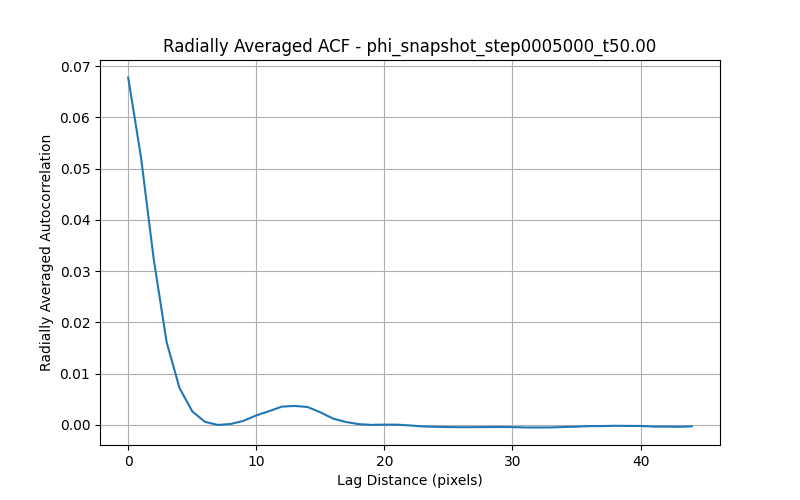 Radially Averaged ACF - phi_snapshot_step0005000_t50.00
Radially Averaged Autocorrelation
0.07
0.06
0.05
0.04
0.03
0.02
0.01
0.00
0 10 20 30 40
Lag Distance (pixels)